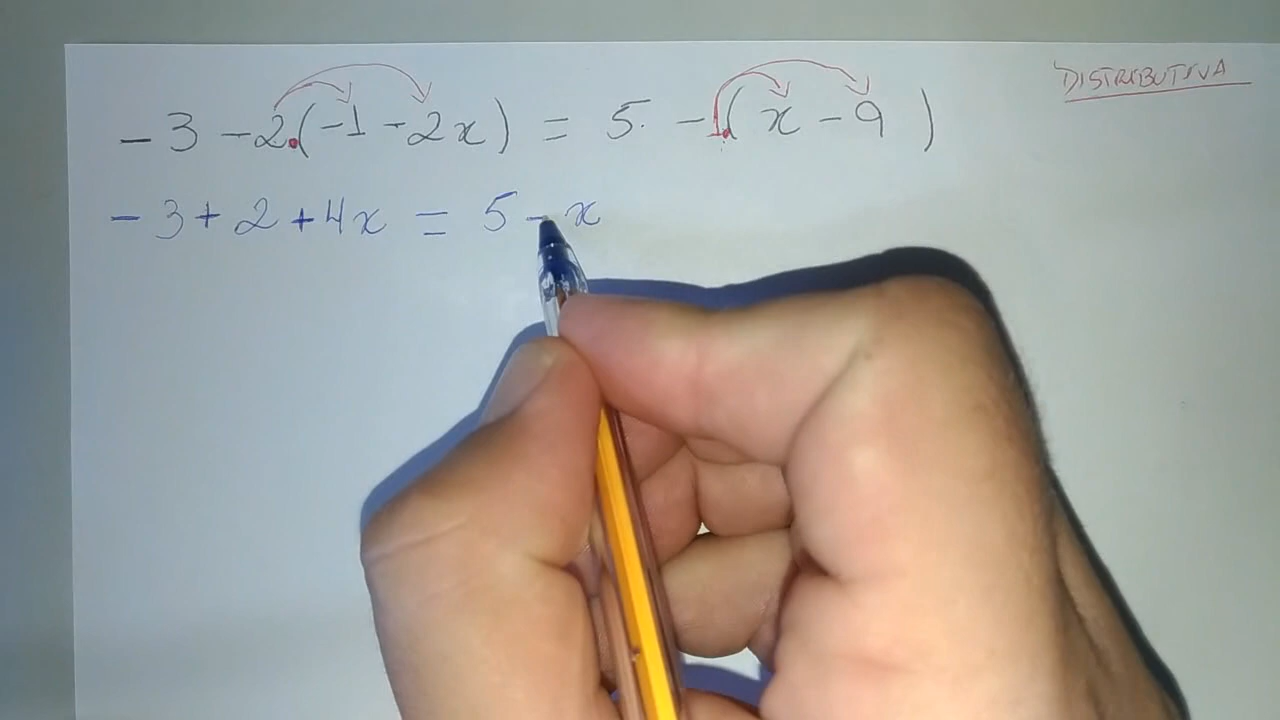 DISTRIBUTIVA
-3 -2.(-1 -2x) = 5. -1.(x - 9)
-3 + 2 + 4x = 5 - x